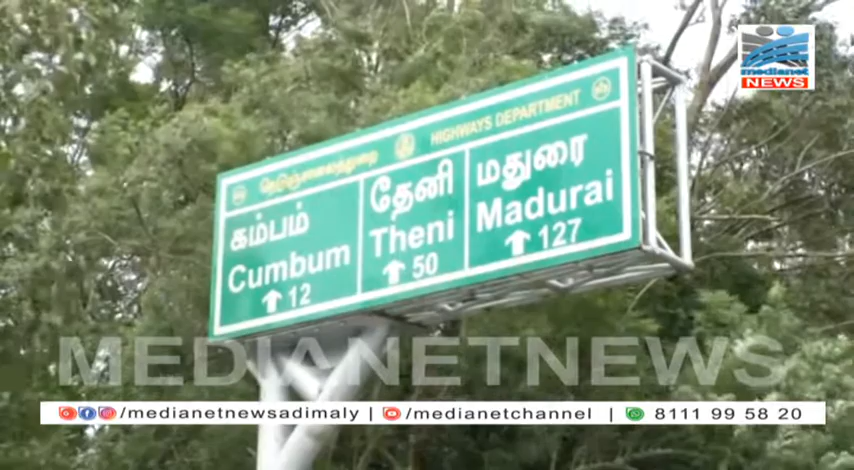 medianet
NEWS
நெடுஞ்சாலைத்துறை HIGHWAYS DEPARTMENT
கம்பம்
Cumbum
↑ 12
தேனி
Theni
↑ 50
மதுரை
Madurai
↑ 127
MEDIANETNEWS
/medianetnewsadimaly | /medianetchannel | 8111 99 58 20